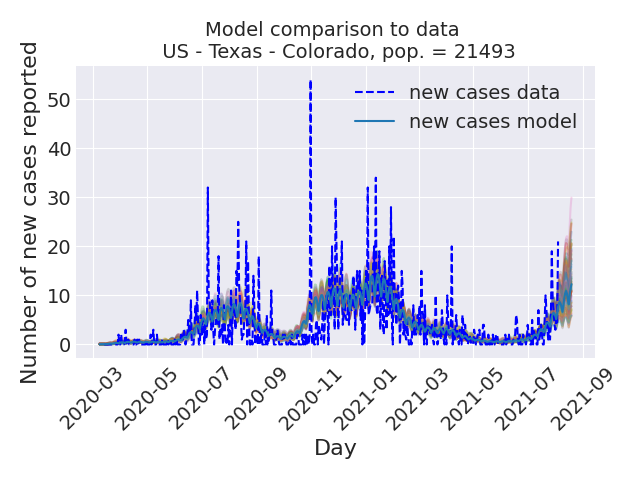 Model comparison to data
US - Texas - Colorado, pop. = 21493
Number of new cases reported
50
40
30
20
10
0
new cases data
new cases model
2020-03
2020-05
2020-07
2020-09
2020-11
2021-01
2021-03
2021-05
2021-07
2021-09
Day